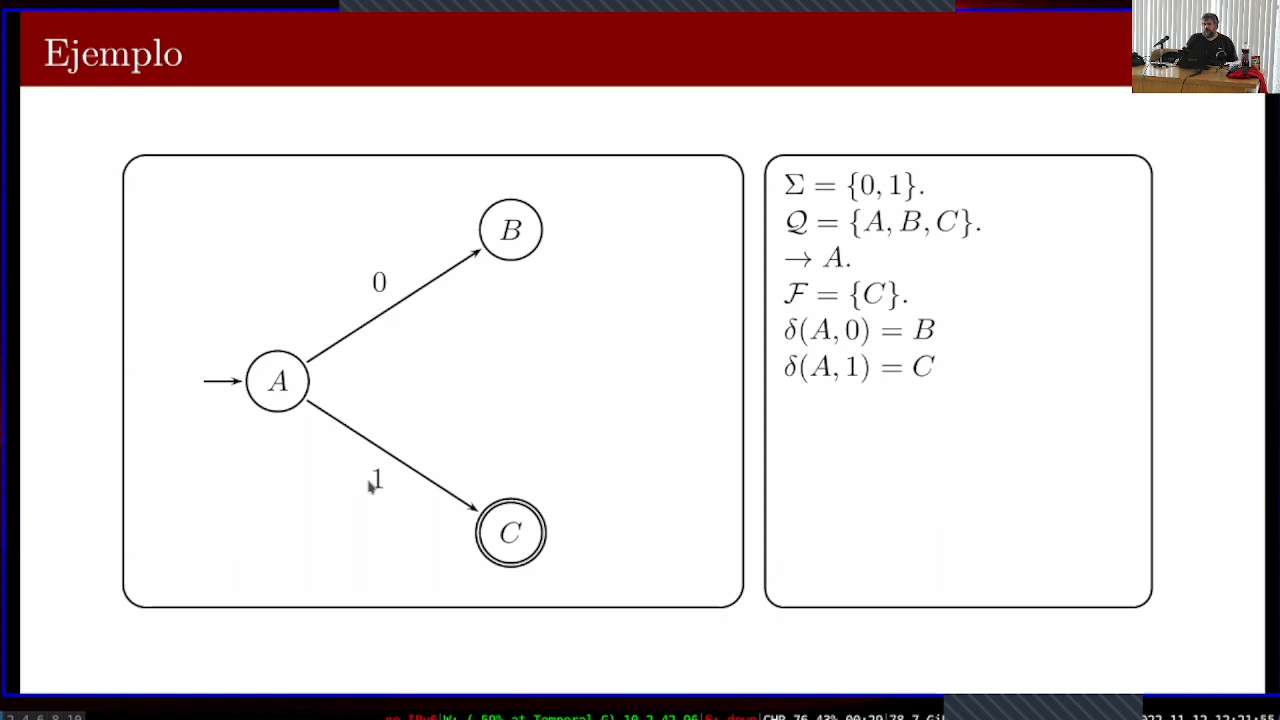 Ejemplo
B
0
A
1
C
Σ = {0, 1}.
𝒬 = {A, B, C}.
→ A.
ℱ = {C}.
δ(A, 0) = B
δ(A, 1) = C